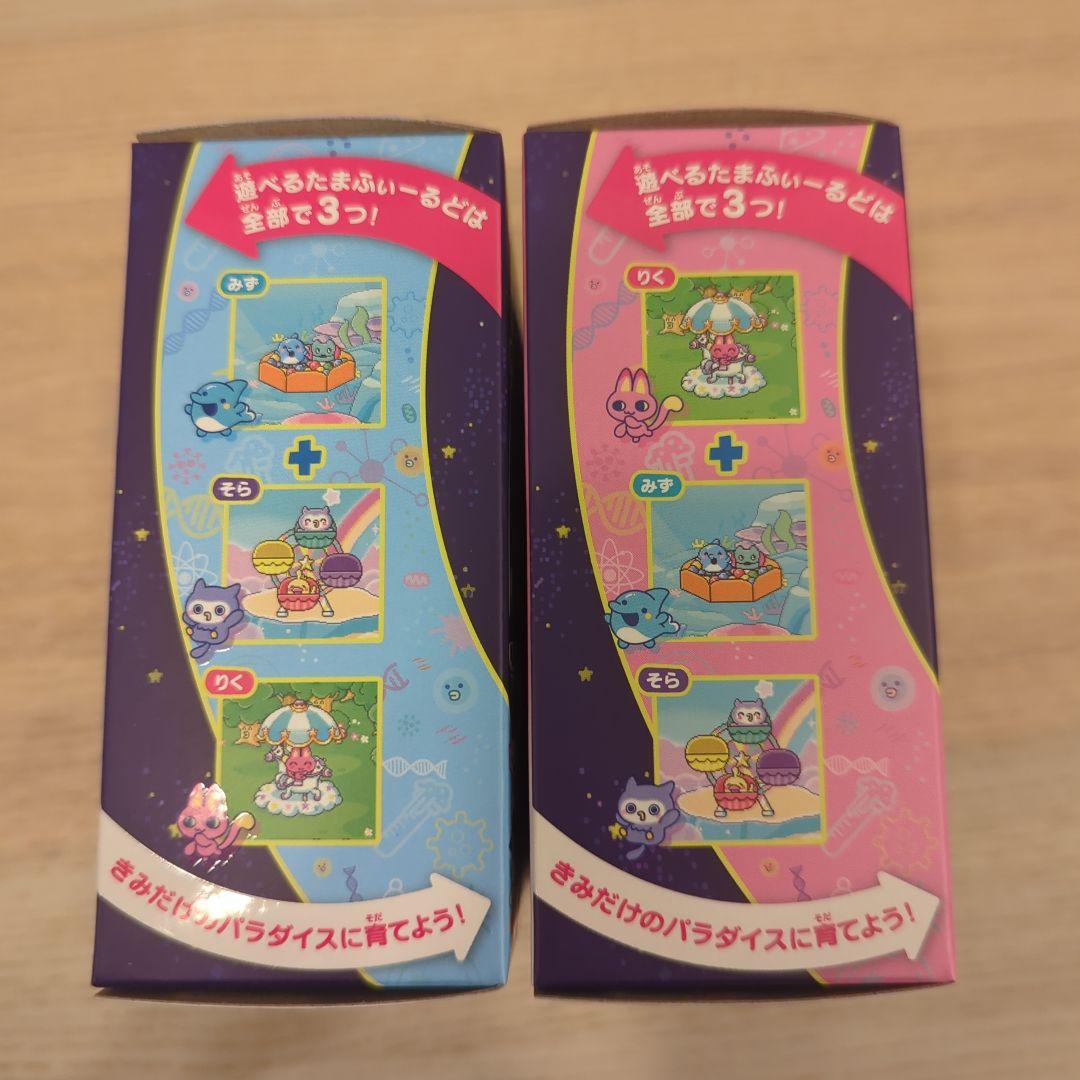 遊べるたまふぃーるどは
全部で3つ!
みず
そら
りく
きみだけのパラダイスに育てよう!
遊べるたまふぃーるどは
全部で3つ!
りく
みず
そら
きみだけのパラダイスに育てよう!